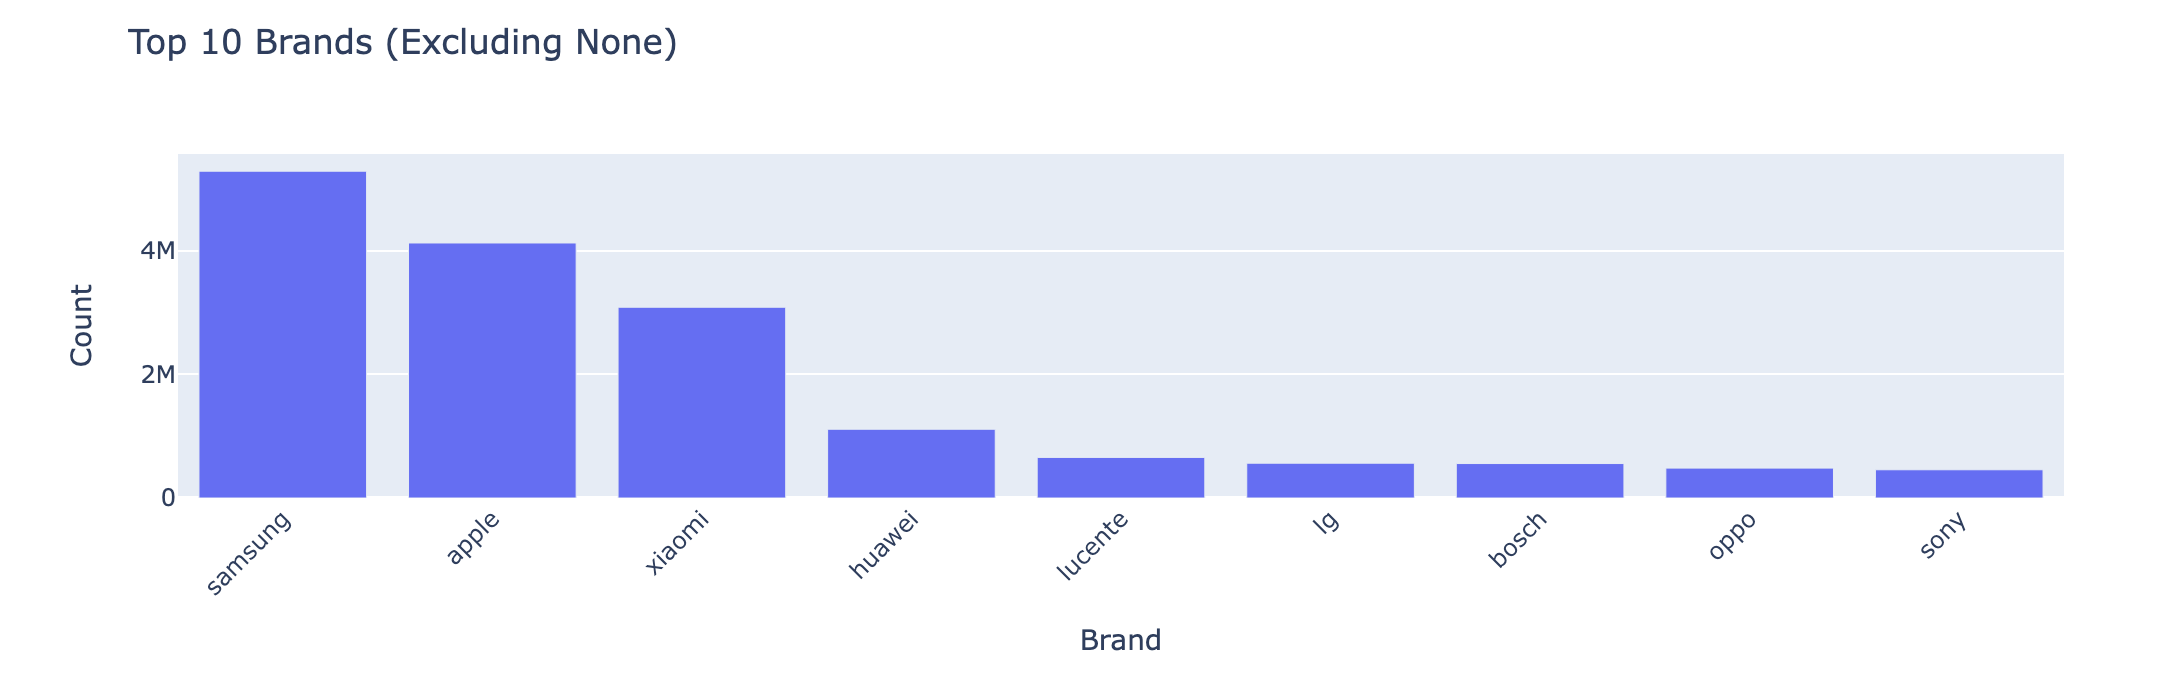 Top 10 Brands (Excluding None)
4M
2M
0
Count
samsung
apple
xiaomi
huawei
lucente
lg
bosch
oppo
sony
Brand